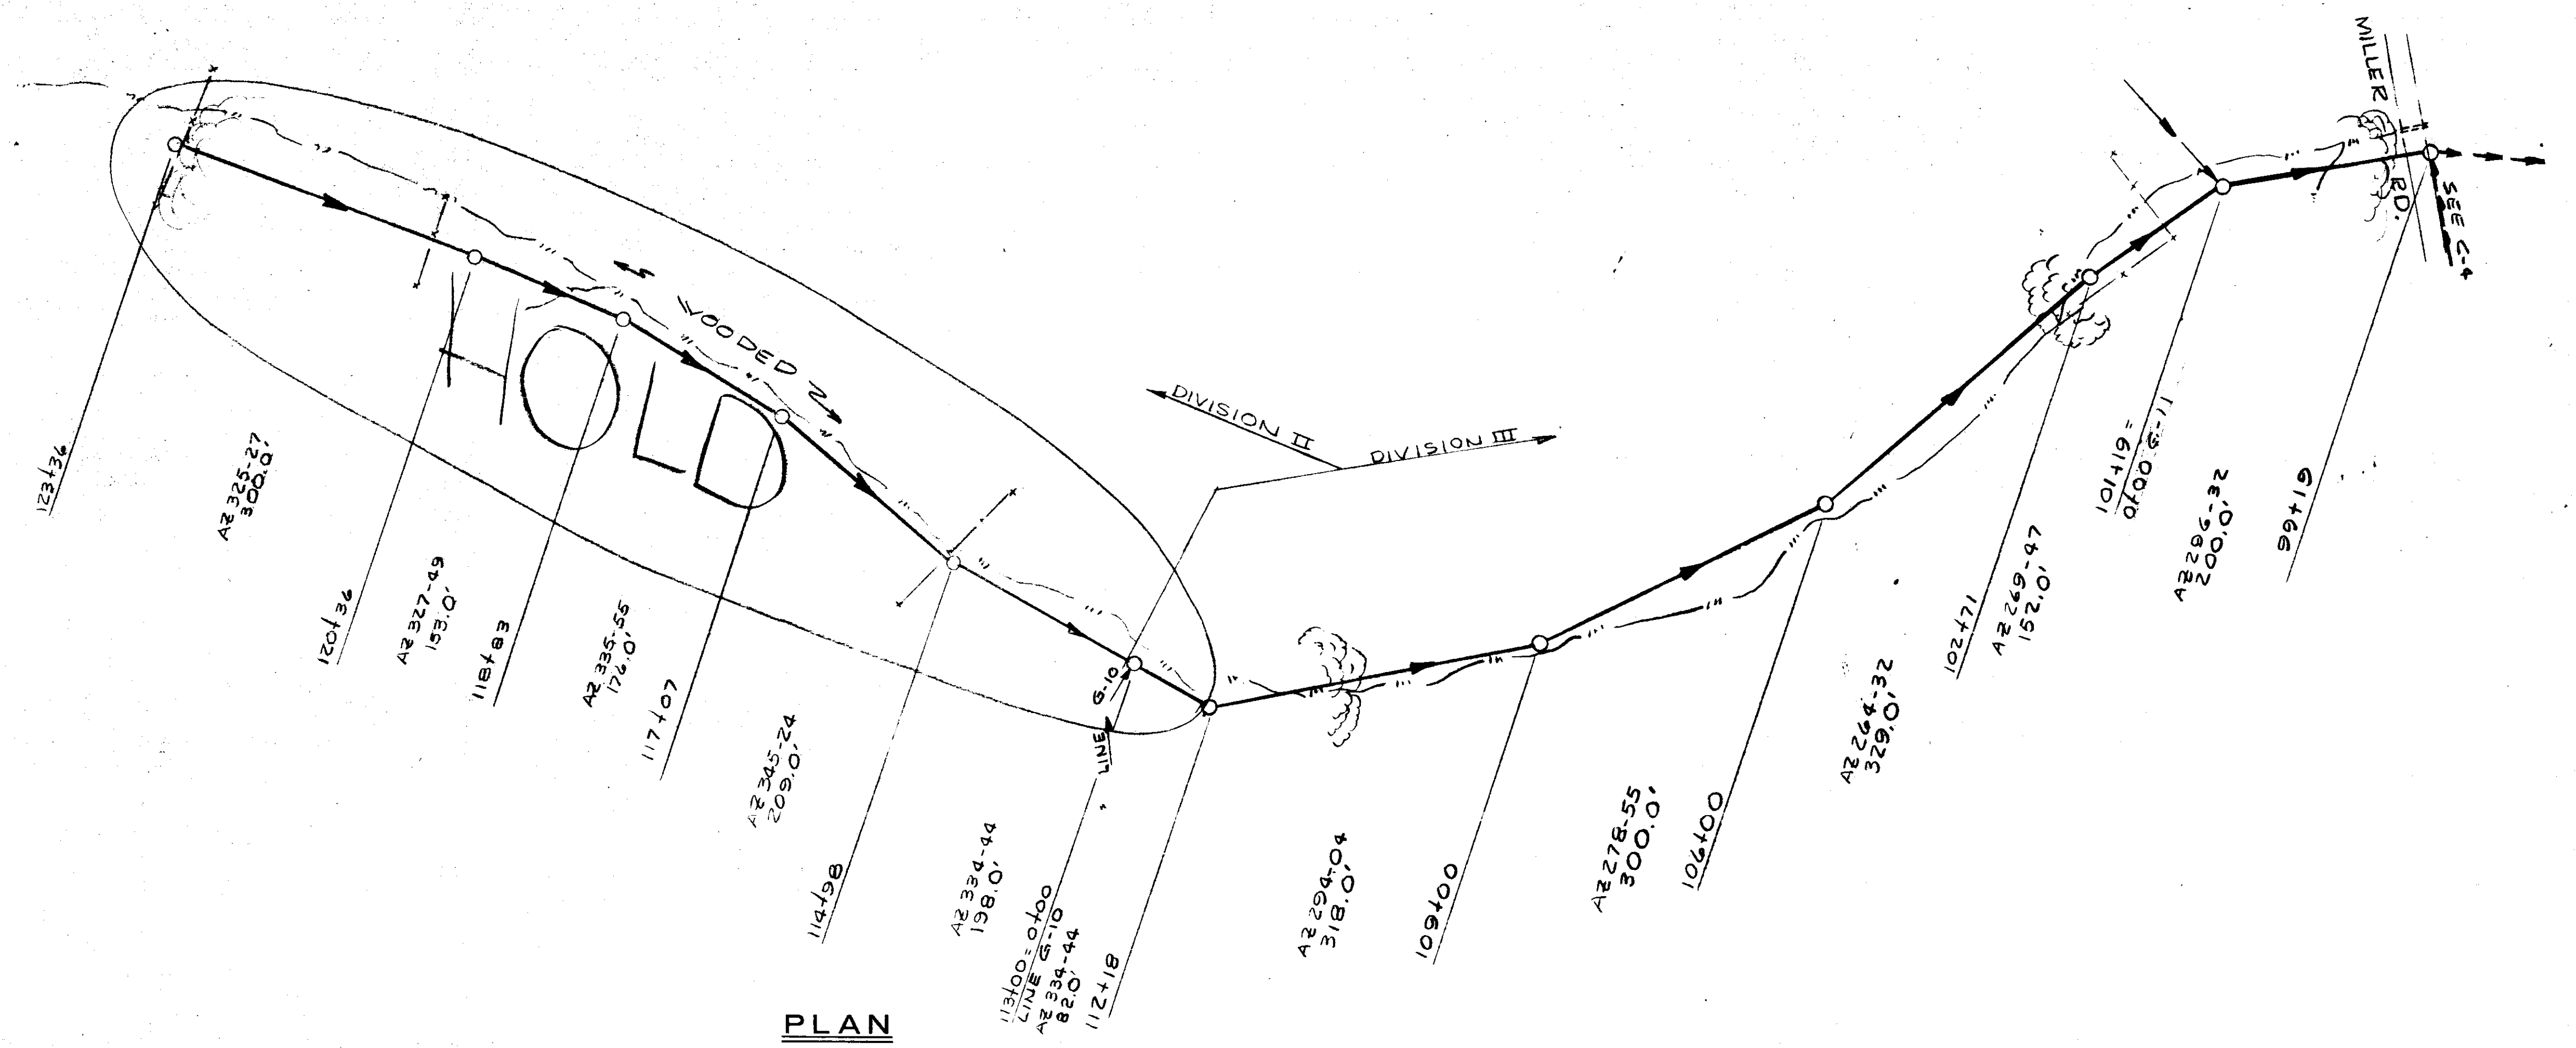 MILLER RD.
SEE C-4
WOODED
HOLD
DIVISION II
DIVISION III
LINE G-10
123+36
AZ 325-27
300.0'
120+36
AZ 327-49
153.0'
118+83
AZ 335-55
176.0'
117+07
AZ 345-24
209.0'
114+98
AZ 334-44
198.0'
113+00 = 0+00
LINE G-10
AZ 334-44
82.0'
112+18
AZ 294-04
318.0'
109+00
AZ 278-55
300.0'
106+00
AZ 264-32
329.0'
102+71
AZ 269-47
152.0'
101+19 =
0+00 G-11
AZ 296-32
200.0'
99+19
PLAN